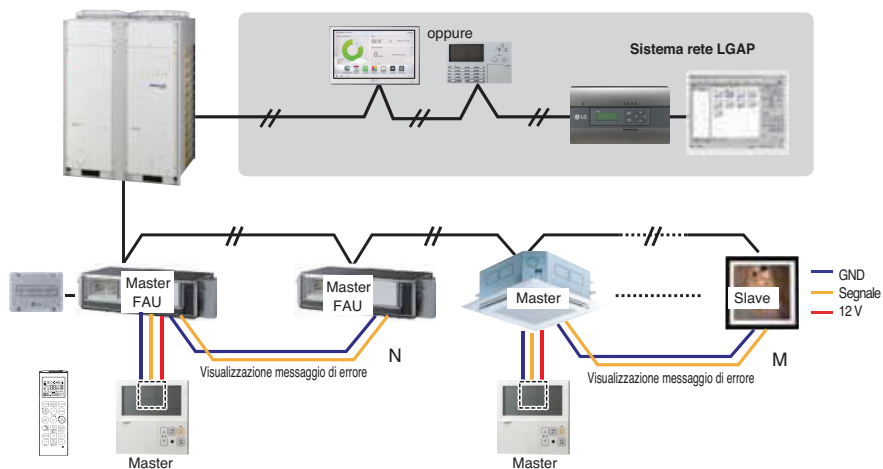 oppure
Sistema rete LGAP
LG
Master
FAU
Master
FAU
Master
Slave
GND
Segnale
12 V
N
Visualizzazione messaggio di errore
M
Visualizzazione messaggio di errore
Master
Master